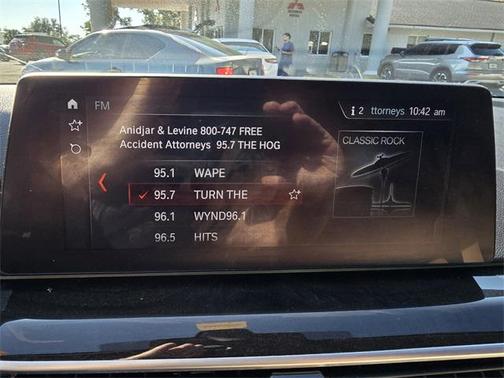 FM
i 2 ttorneys 10:42 am
Anidjar & Levine 800-747 FREE
Accident Attorneys 95.7 THE HOG
CLASSIC ROCK
95.1 WAPE
95.7 TURN THE
96.1 WYND96.1
96.5 HITS